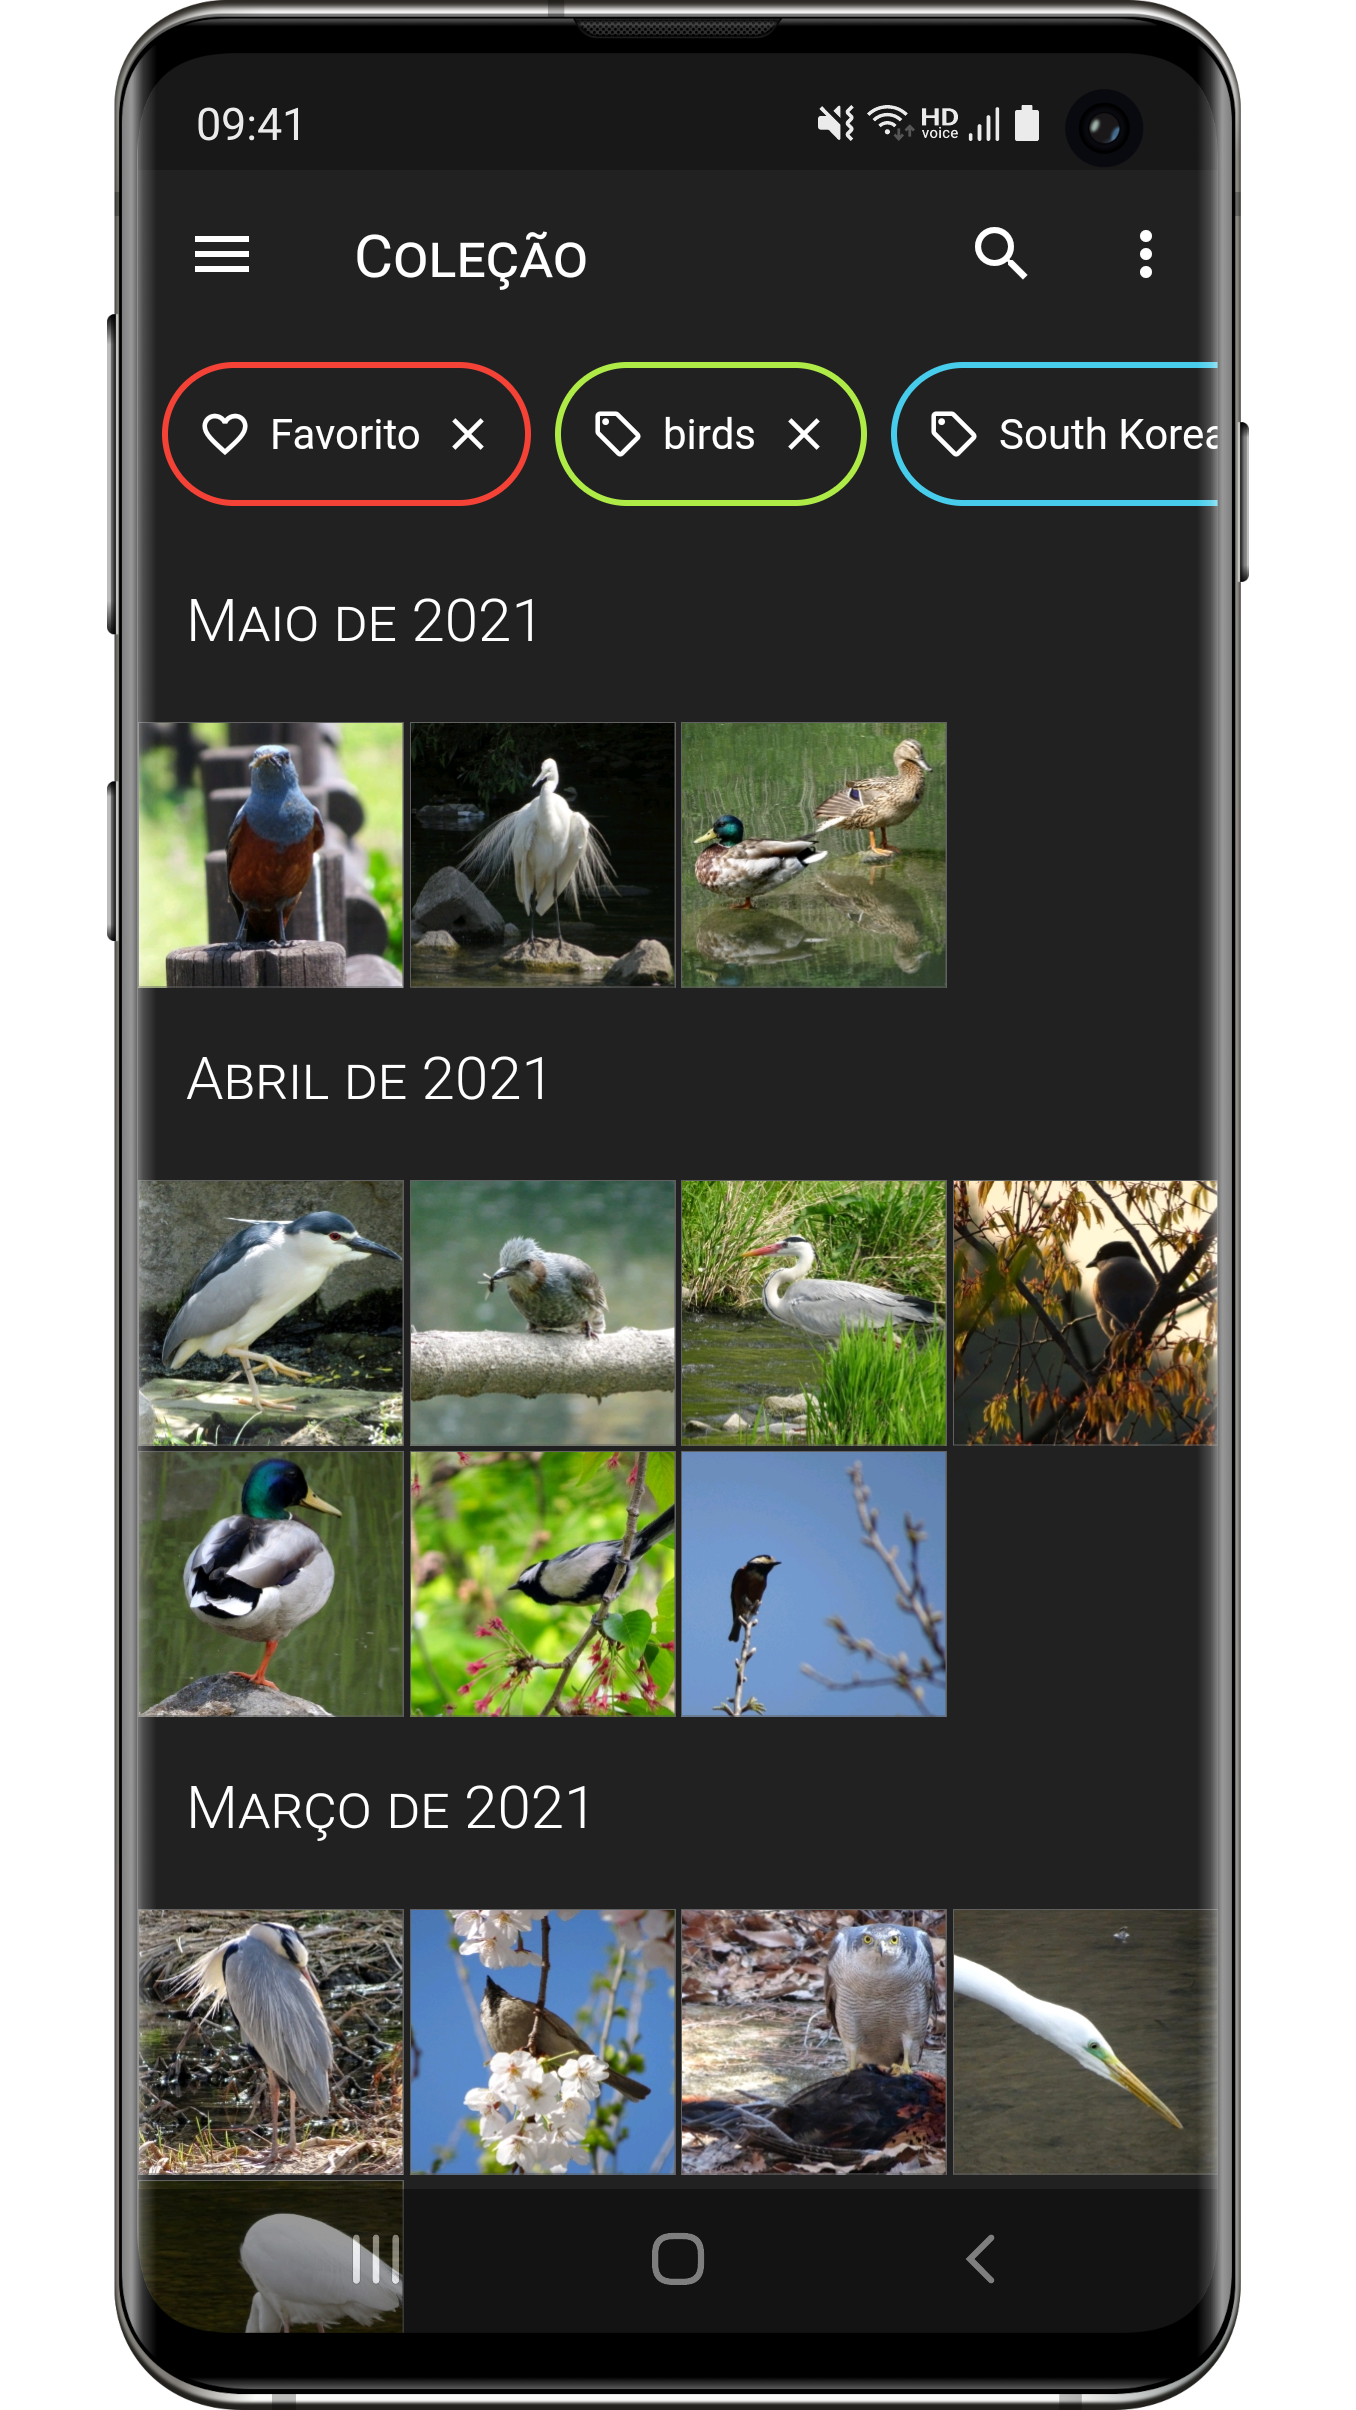 09:41
HD
voice
COLEÇÃO
Favorito
birds
South Korea
MAIO DE 2021
ABRIL DE 2021
MARÇO DE 2021